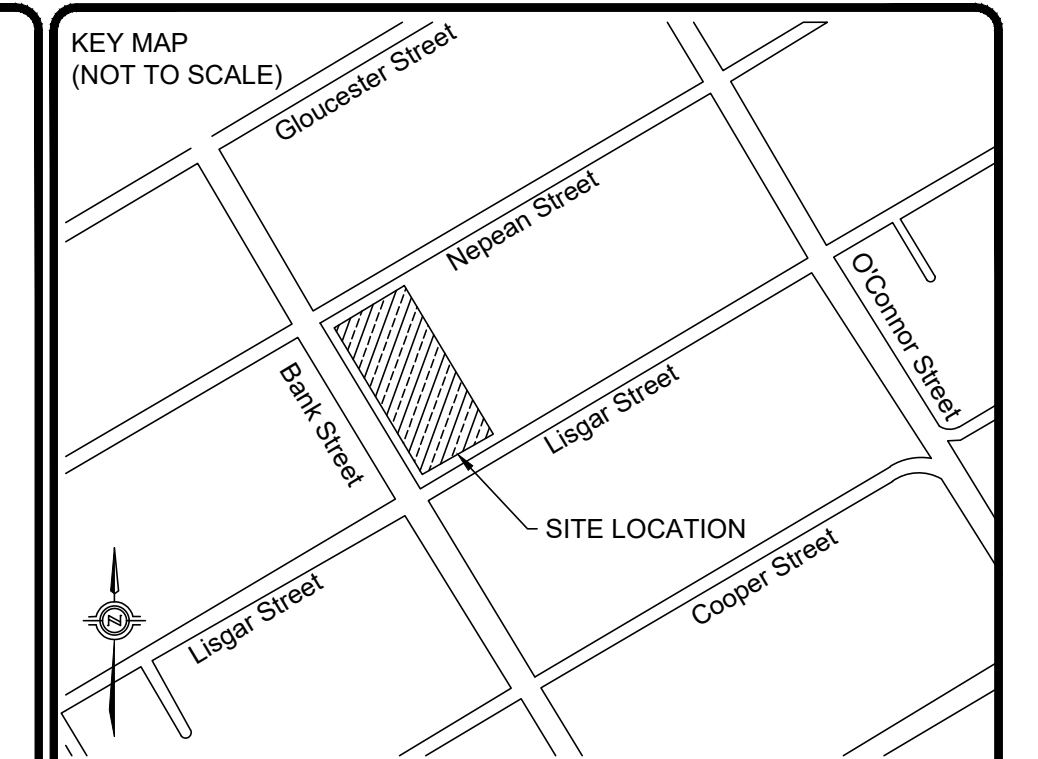 KEY MAP
(NOT TO SCALE)
Gloucester Street
Nepean Street
O'Connor Street
Bank Street
Lisgar Street
SITE LOCATION
Cooper Street
Lisgar Street
N